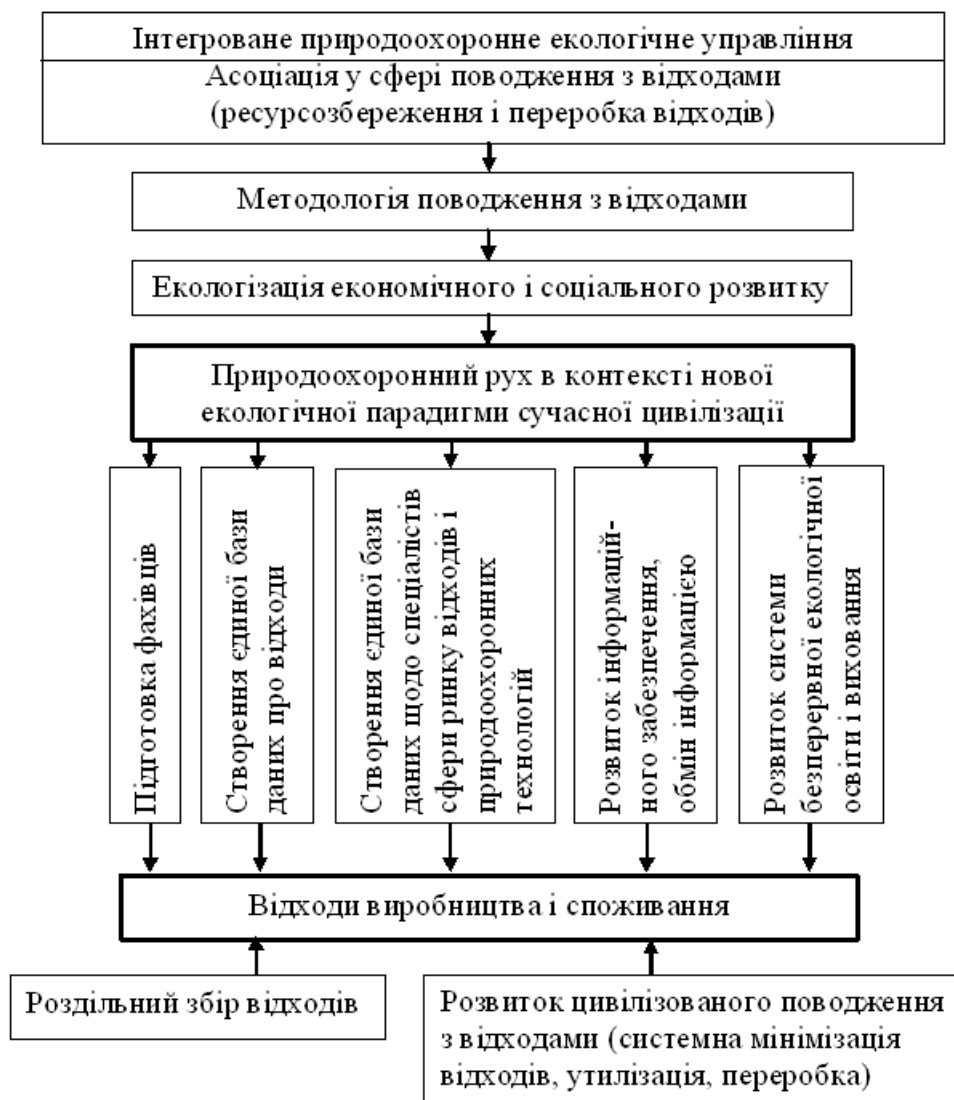 Інтегроване природоохоронне екологічне управління
Асоціація у сфері поводження з відходами
(ресурсозбереження і переробка відходів)
Методологія поводження з відходами
Екологізація економічного і соціального розвитку
Природоохоронний рух в контексті нової
екологічної парадигми сучасної цивілізації
Підготовка фахівців
Створення єдиної бази
даних про відходи
Створення єдиної бази
даних щодо спеціалістів
сфери ринку відходів і
природоохоронних
технологій
Розвиток інформацій-
ного забезпечення,
обмін інформацією
Розвиток системи
безперервної екологічної
освіти і виховання
Відходи виробництва і споживання
Роздільний збір відходів
Розвиток цивілізованого поводження
з відходами (системна мінімізація
відходів, утилізація, переробка)